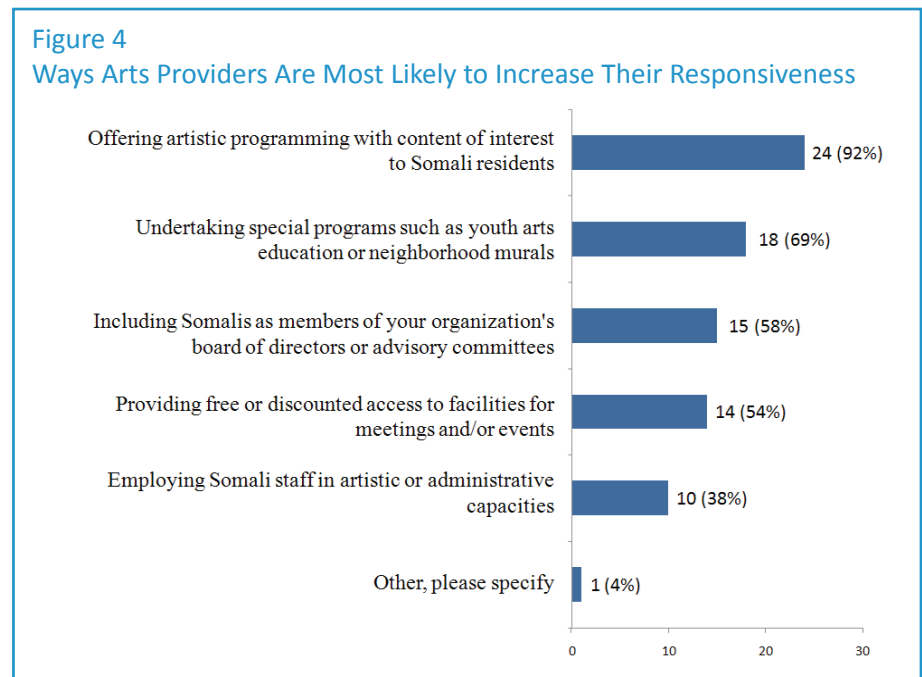 Figure 4
Ways Arts Providers Are Most Likely to Increase Their Responsiveness
Offering artistic programming with content of interest
to Somali residents
24 (92%)
Undertaking special programs such as youth arts
education or neighborhood murals
18 (69%)
Including Somalis as members of your organization's
board of directors or advisory committees
15 (58%)
Providing free or discounted access to facilities for
meetings and/or events
14 (54%)
Employing Somali staff in artistic or administrative
capacities
10 (38%)
Other, please specify
1 (4%)
0 10 20 30